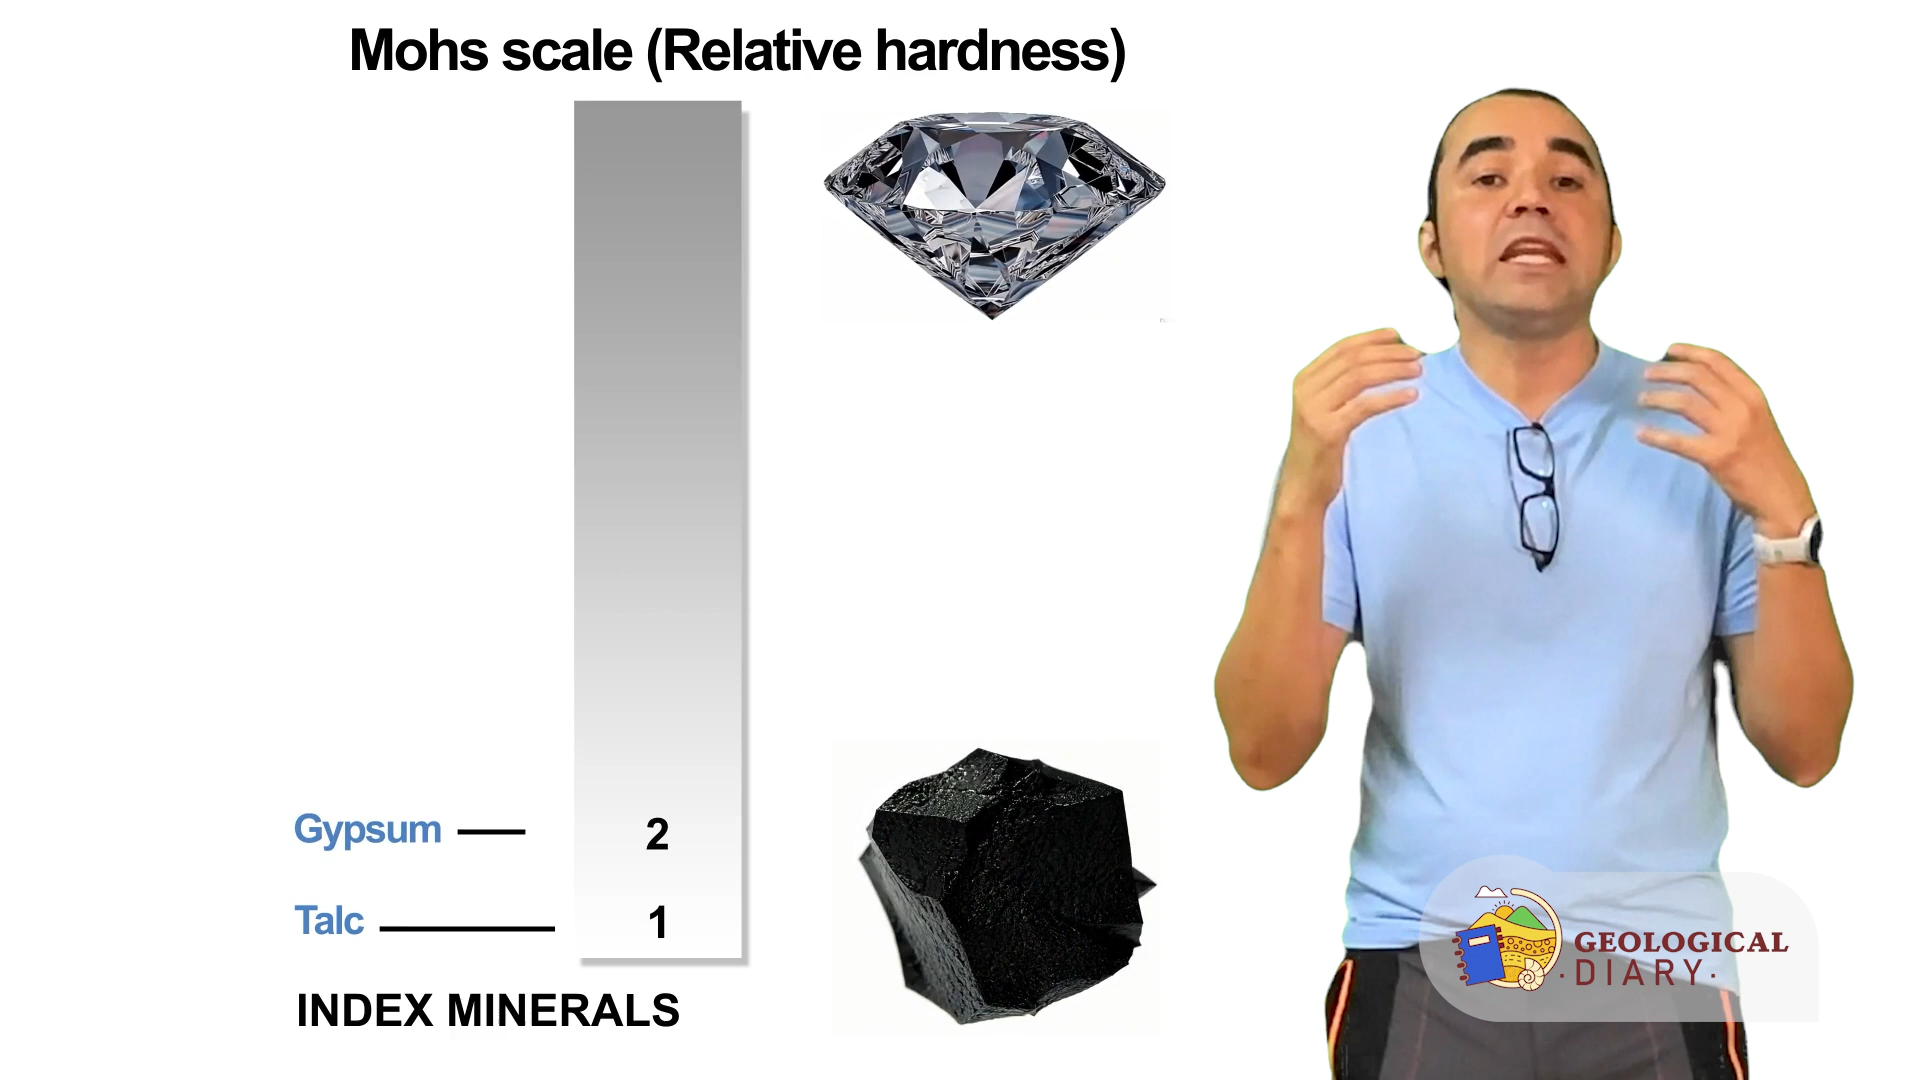 Mohs scale (Relative hardness)
Gypsum 2
Talc 1
INDEX MINERALS
GEOLOGICAL
DIARY